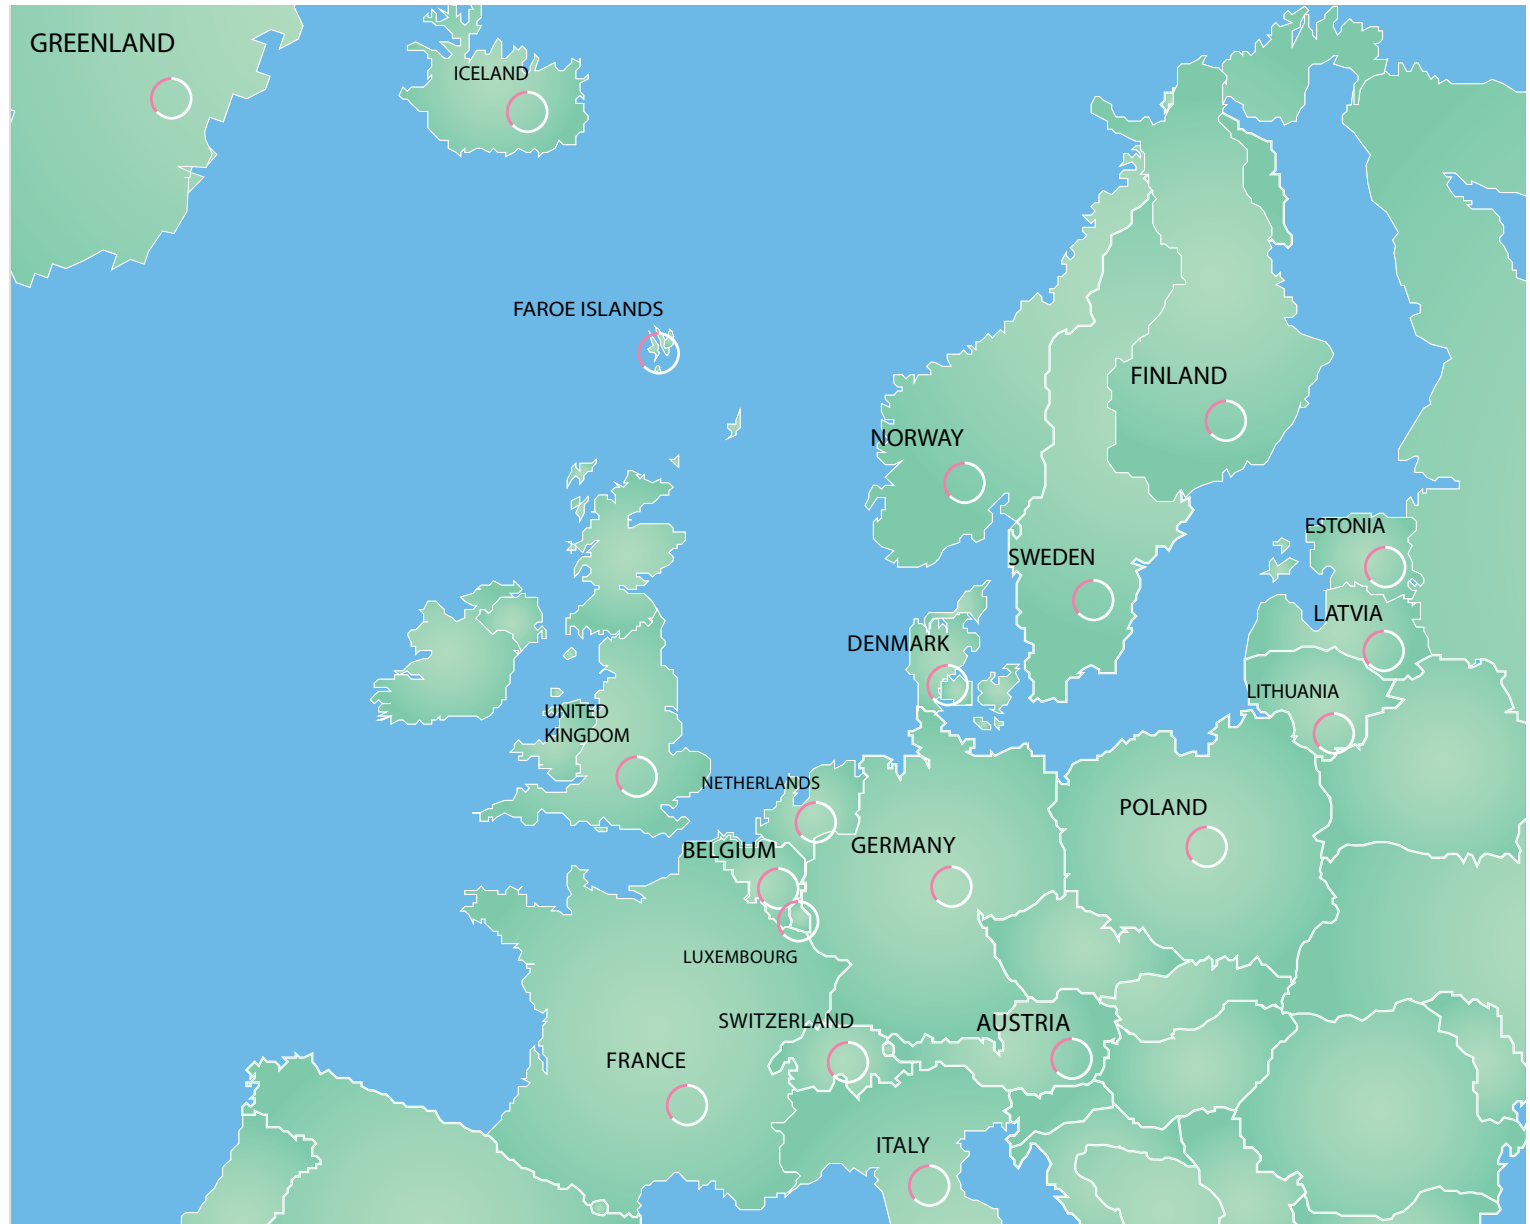 GREENLAND
ICELAND
FAROE ISLANDS
FINLAND
NORWAY
ESTONIA
SWEDEN
LATVIA
DENMARK
LITHUANIA
UNITED
KINGDOM
NETHERLANDS
POLAND
BELGIUM
GERMANY
LUXEMBOURG
SWITZERLAND
AUSTRIA
FRANCE
ITALY